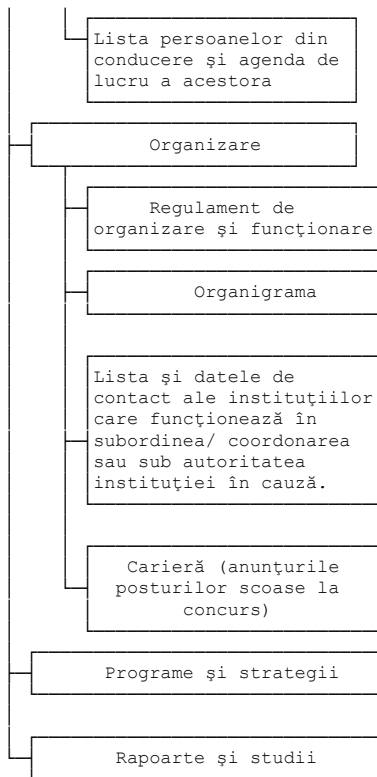 Lista persoanelor din
conducere şi agenda de
lucru a acestora
Organizare
Regulament de
organizare şi funcţionare
Organigrama
Lista şi datele de
contact ale instituţiilor
care funcţionează în
subordinea/ coordonarea
sau sub autoritatea
instituţiei în cauză.
Carieră (anunţurile
posturilor scoase la
concurs)
Programe şi strategii
Rapoarte şi studii